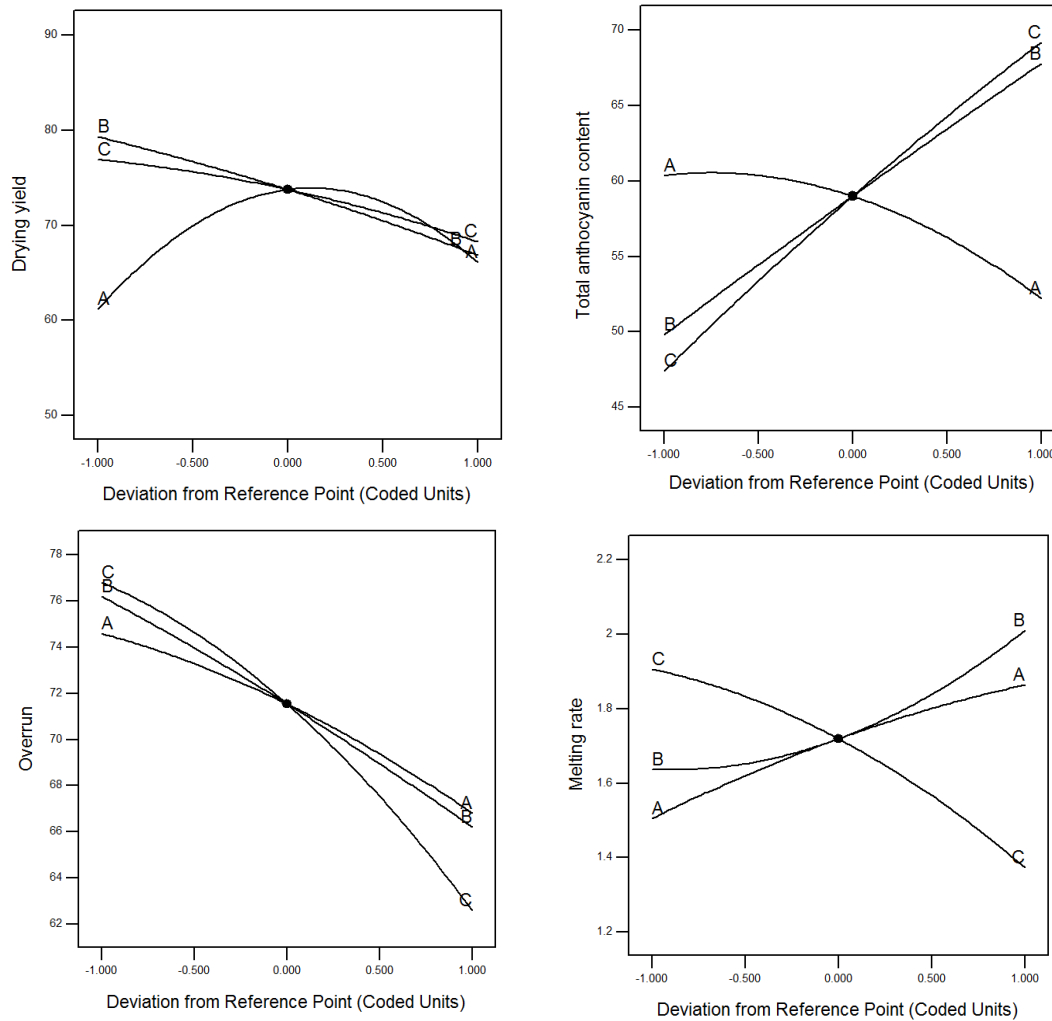 Drying yield
90
80
70
60
50
B
C
A
C
B
A
-1.000 -0.500 0.000 0.500 1.000
Deviation from Reference Point (Coded Units)
Total anthocyanin content
70
65
60
55
50
45
A
B
C
C
B
A
-1.000 -0.500 0.000 0.500 1.000
Deviation from Reference Point (Coded Units)
Overrun
78
76
74
72
70
68
66
64
62
C
B
A
A
B
C
-1.000 -0.500 0.000 0.500 1.000
Deviation from Reference Point (Coded Units)
Melting rate
2.2
2
1.8
1.6
1.4
1.2
C
B
A
B
A
C
-1.000 -0.500 0.000 0.500 1.000
Deviation from Reference Point (Coded Units)